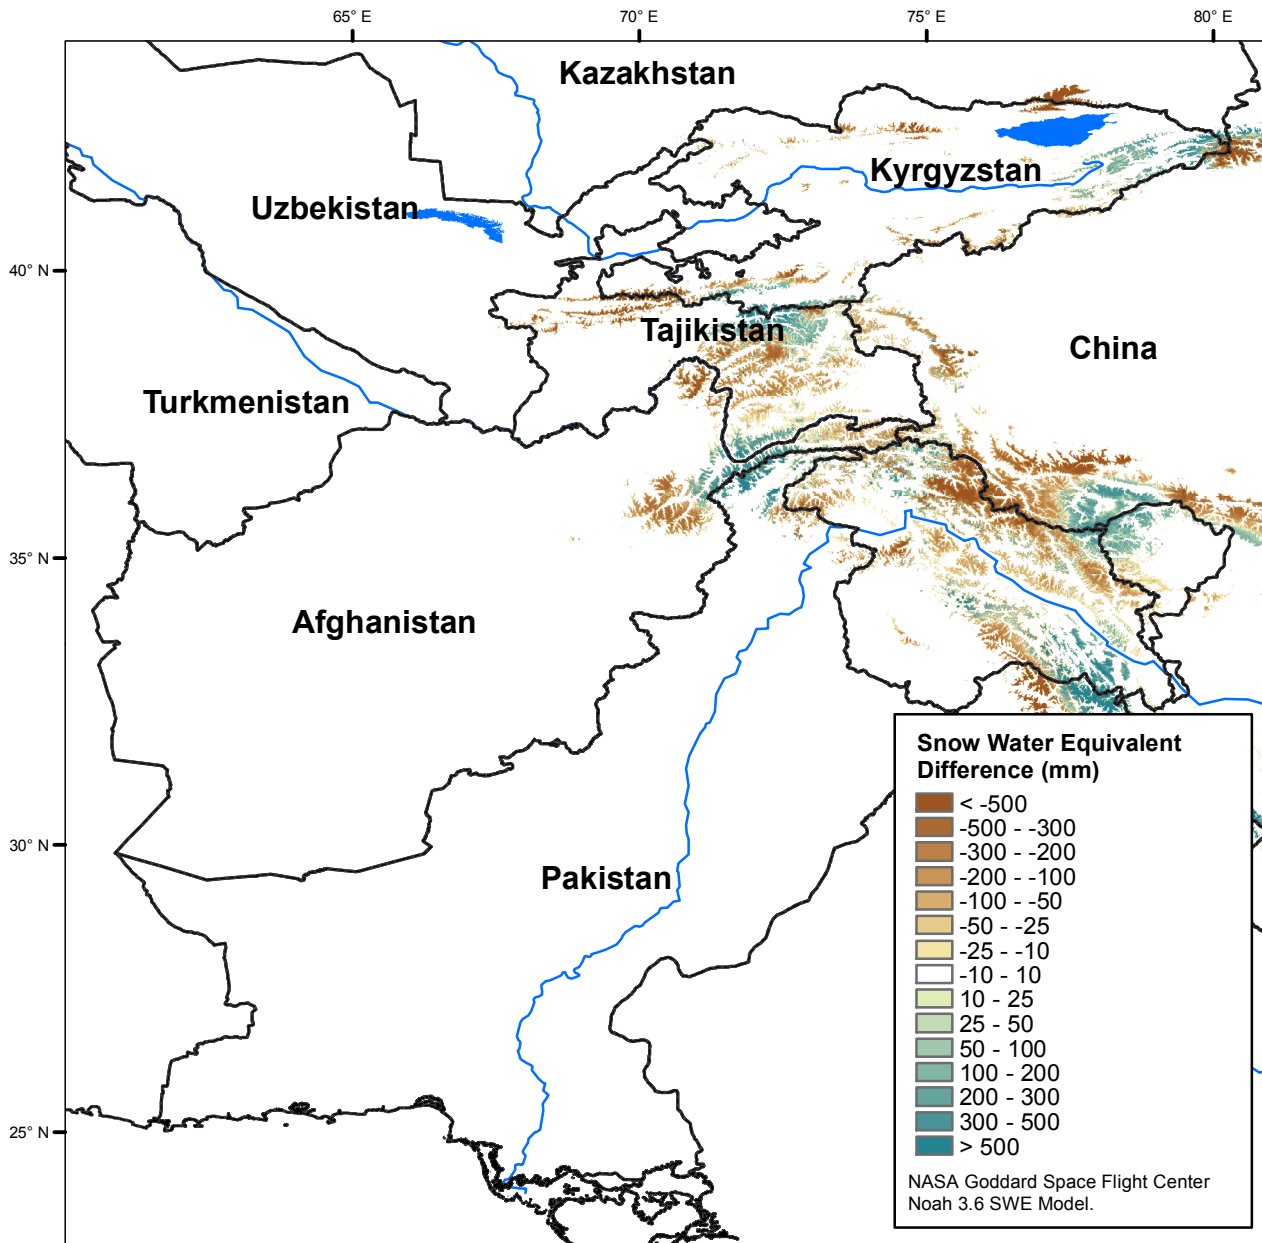 65° E
70° E
75° E
80° E
Kazakhstan
Kyrgyzstan
Uzbekistan
40° N
Tajikistan
China
Turkmenistan
35° N
Afghanistan
Snow Water Equivalent
Difference (mm)
< -500
-500 - -300
-300 - -200
-200 - -100
-100 - -50
-50 - -25
-25 - -10
-10 - 10
10 - 25
25 - 50
50 - 100
100 - 200
200 - 300
300 - 500
> 500
NASA Goddard Space Flight Center
Noah 3.6 SWE Model.
30° N
Pakistan
25° N